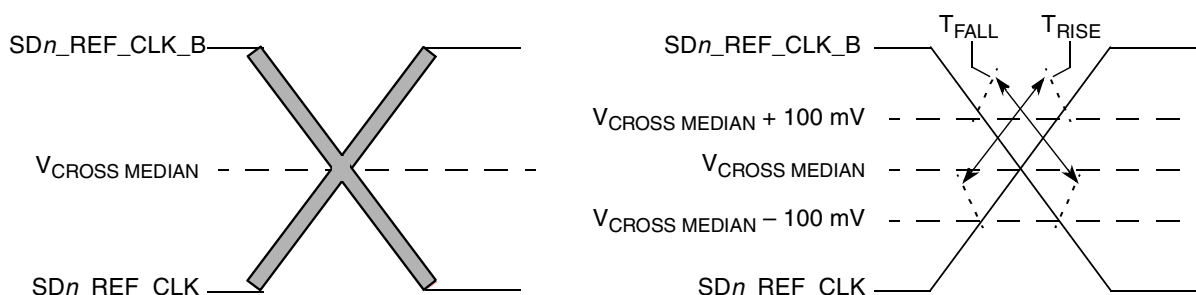 SDn_REF_CLK_B
VCROSS MEDIAN
SDn_REF_CLK
TFALL TRISE
SDn_REF_CLK_B
VCROSS MEDIAN + 100 mV
VCROSS MEDIAN
VCROSS MEDIAN – 100 mV
SDn_REF_CLK